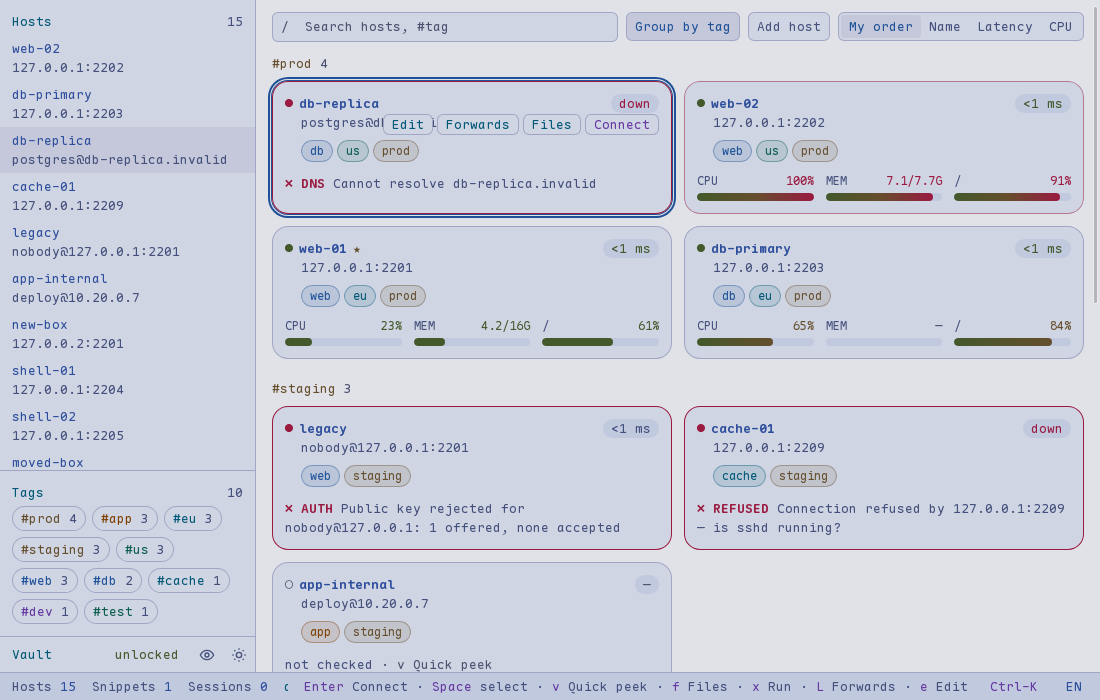 Hosts 15
web-02
127.0.0.1:2202
db-primary
127.0.0.1:2203
db-replica
postgres@db-replica.invalid
cache-01
127.0.0.1:2209
legacy
nobody@127.0.0.1:2201
app-internal
deploy@10.20.0.7
new-box
127.0.0.2:2201
shell-01
127.0.0.1:2204
shell-02
127.0.0.1:2205
moved-box
Tags 10
#prod 4 #app 3 #eu 3
#staging 3 #us 3
#web 3 #db 2 #cache 1
#dev 1 #test 1
Vault unlocked
/ Search hosts, #tag Group by tag Add host My order Name Latency CPU
#prod 4
db-replica down
postgres@d Edit Forwards Files Connect
db us prod
× DNS Cannot resolve db-replica.invalid
web-02 <1 ms
127.0.0.1:2202
web us prod
CPU 100% MEM 7.1/7.7G / 91%
web-01 ★ <1 ms
127.0.0.1:2201
web eu prod
CPU 23% MEM 4.2/16G / 61%
db-primary <1 ms
127.0.0.1:2203
db eu prod
CPU 65% MEM — / 84%
#staging 3
legacy <1 ms
nobody@127.0.0.1:2201
web staging
× AUTH Public key rejected for
nobody@127.0.0.1: 1 offered, none accepted
cache-01 down
127.0.0.1:2209
cache staging
× REFUSED Connection refused by 127.0.0.1:2209
— is sshd running?
app-internal —
deploy@10.20.0.7
app staging
not checked · v Quick peek
Hosts 15 Snippets 1 Sessions 0 Enter Connect · Space select · v Quick peek · f Files · x Run · L Forwards · e Edit Ctrl-K EN